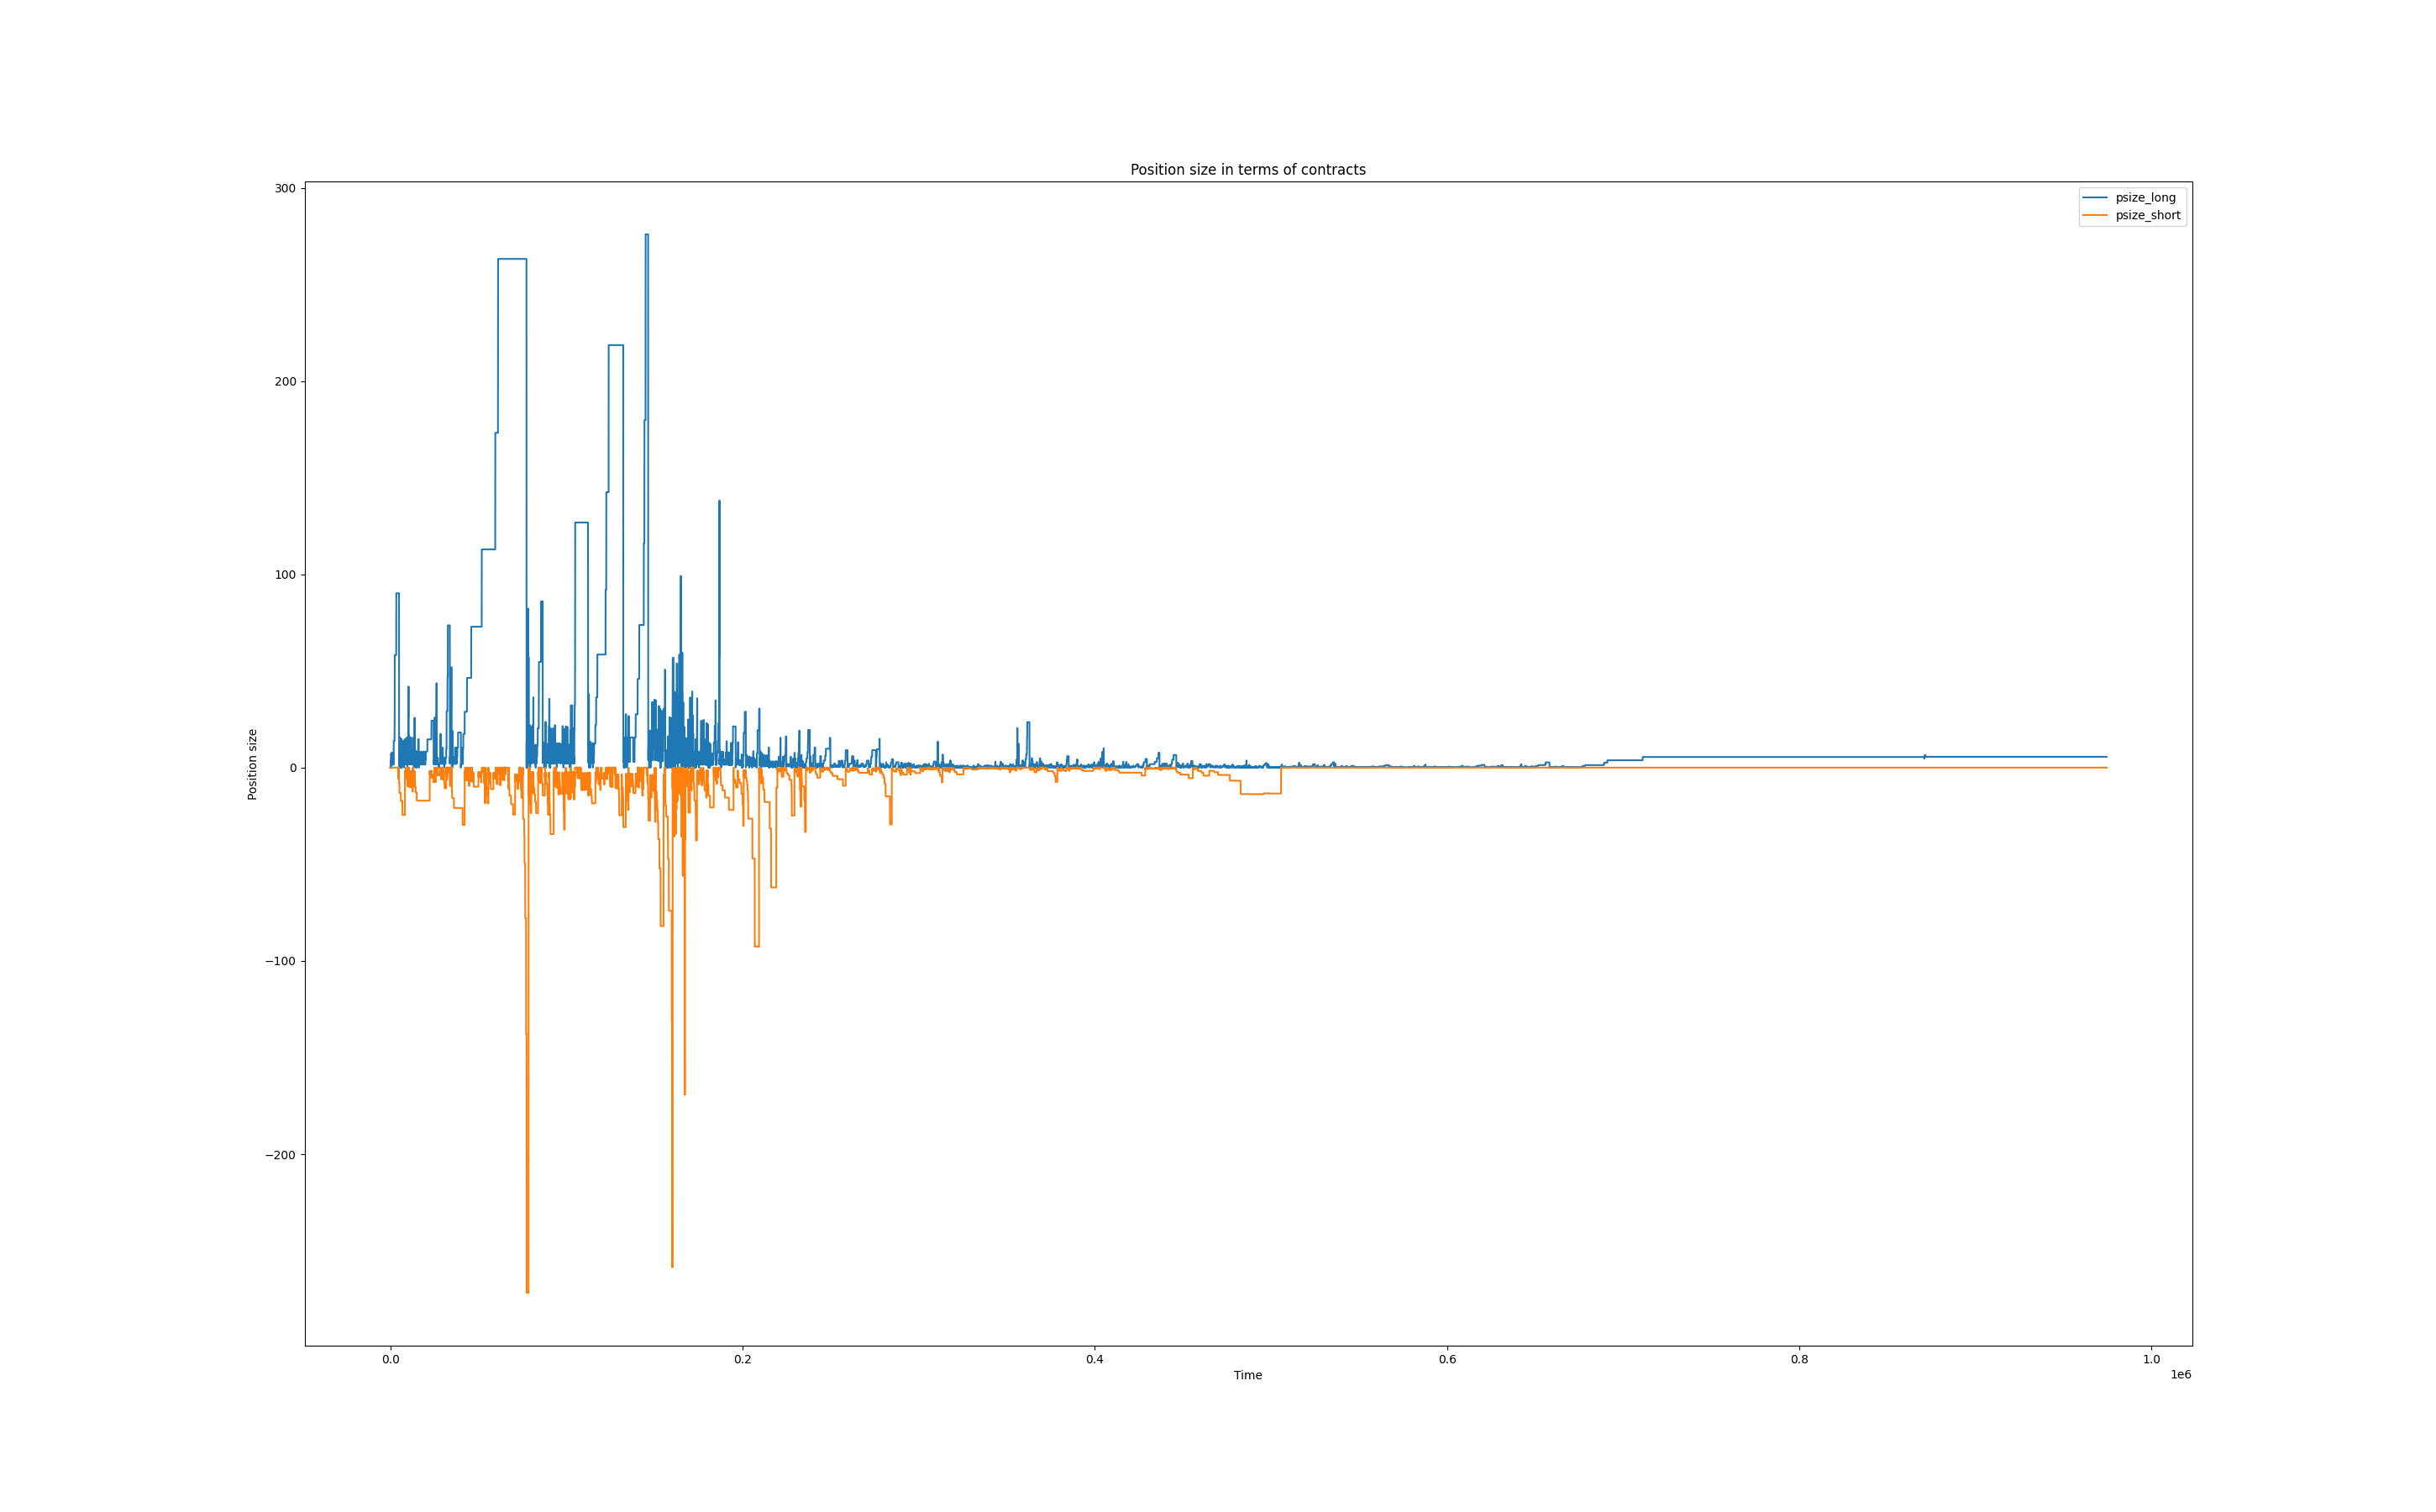 Position size in terms of contracts
psize_long
psize_short
300
200
100
0
−100
−200
Position size
0.0
0.2
0.4
0.6
0.8
1.0
1e6
Time